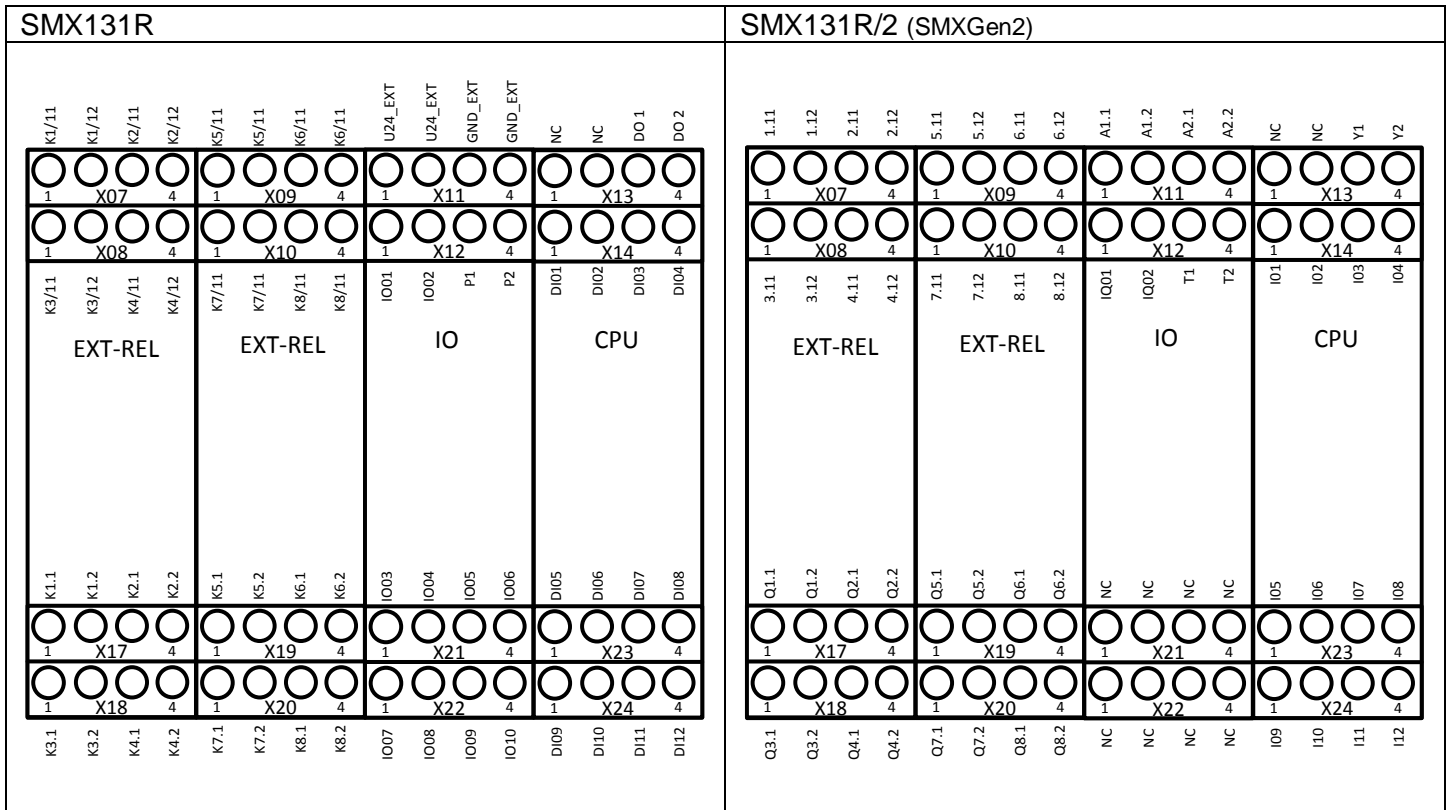 SMX131R
K1/11 K1/12 K2/11 K2/12 K5/11 K5/11 K6/11 K6/11 U24_EXT U24_EXT GND_EXT GND_EXT NC NC DO 1 DO 2
1 X07 4 1 X09 4 1 X11 4 1 X13 4
1 X08 4 1 X10 4 1 X12 4 1 X14 4
K3/11 K3/12 K4/11 K4/12 K7/11 K7/11 K8/11 K8/11 IO01 IO02 P1 P2 DI01 DI02 DI03 DI04
EXT-REL EXT-REL IO CPU
K1.1 K1.2 K2.1 K2.2 K5.1 K5.2 K6.1 K6.2 IO03 IO04 IO05 IO06 DI05 DI06 DI07 DI08
1 X17 4 1 X19 4 1 X21 4 1 X23 4
1 X18 4 1 X20 4 1 X22 4 1 X24 4
K3.1 K3.2 K4.1 K4.2 K7.1 K7.2 K8.1 K8.2 IO07 IO08 IO09 IO10 DI09 DI10 DI11 DI12
SMX131R/2 (SMXGen2)
1.11 1.12 2.11 2.12 5.11 5.12 6.11 6.12 A1.1 A1.2 A2.1 A2.2 NC NC Y1 Y2
1 X07 4 1 X09 4 1 X11 4 1 X13 4
1 X08 4 1 X10 4 1 X12 4 1 X14 4
3.11 3.12 4.11 4.12 7.11 7.12 8.11 8.12 IQ01 IQ02 T1 T2 I01 I02 I03 I04
EXT-REL EXT-REL IO CPU
Q1.1 Q1.2 Q2.1 Q2.2 Q5.1 Q5.2 Q6.1 Q6.2 NC NC NC NC I05 I06 I07 I08
1 X17 4 1 X19 4 1 X21 4 1 X23 4
1 X18 4 1 X20 4 1 X22 4 1 X24 4
Q3.1 Q3.2 Q4.1 Q4.2 Q7.1 Q7.2 Q8.1 Q8.2 NC NC NC NC I09 I10 I11 I12